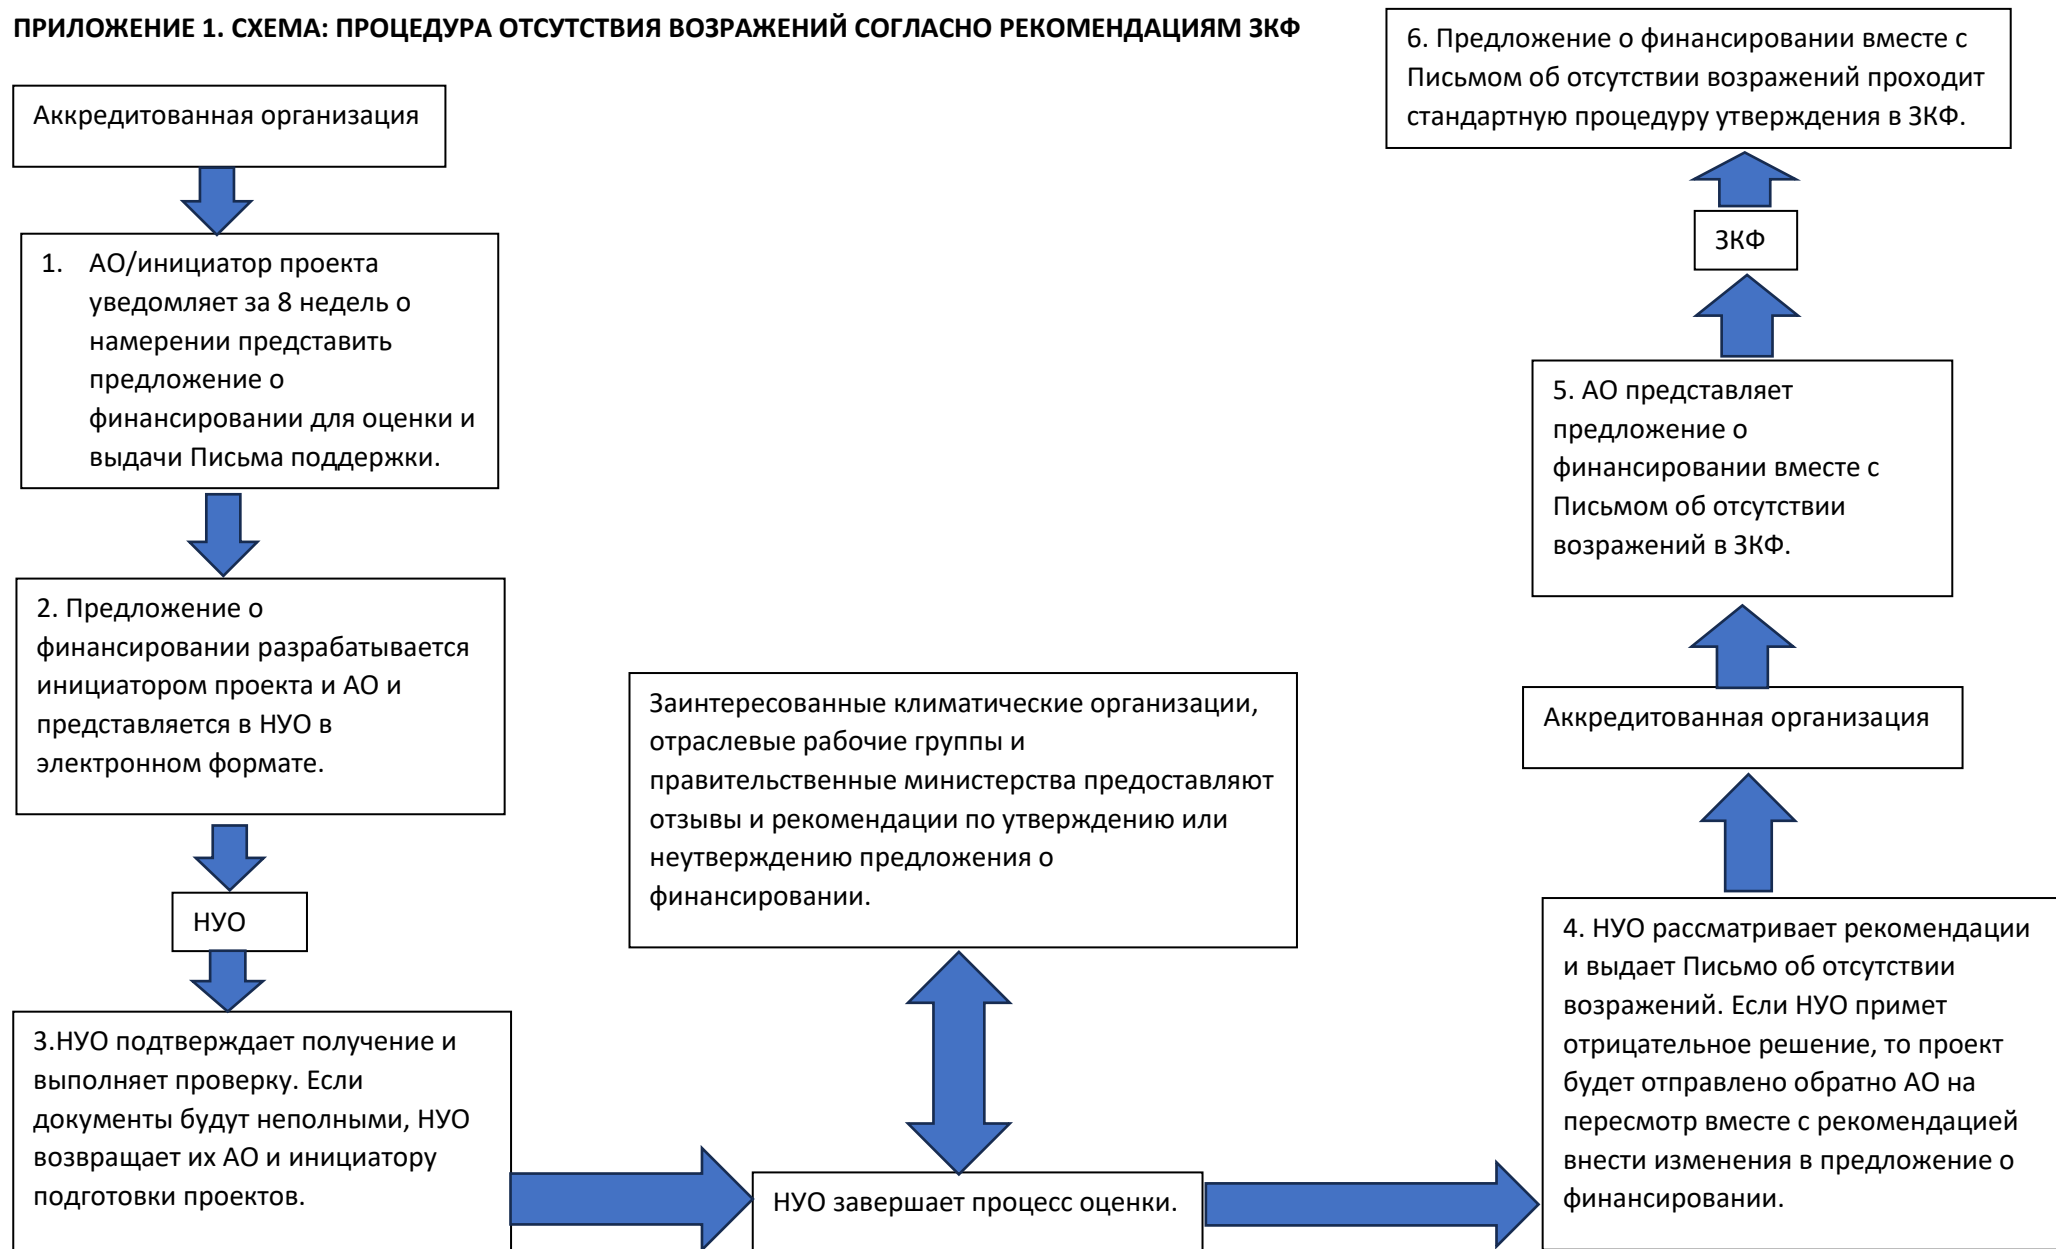 ПРИЛОЖЕНИЕ 1. СХЕМА: ПРОЦЕДУРА ОТСУТСТВИЯ ВОЗРАЖЕНИЙ СОГЛАСНО РЕКОМЕНДАЦИЯМ ЗКФ
Аккредитованная организация
1. АО/инициатор проекта
уведомляет за 8 недель о
намерении представить
предложение о
финансировании для оценки и
выдачи Письма поддержки.
2. Предложение о
финансировании разрабатывается
инициатором проекта и АО и
представляется в НУО в
электронном формате.
НУО
3.НУО подтверждает получение и
выполняет проверку. Если
документы будут неполными, НУО
возвращает их АО и инициатору
подготовки проектов.
Заинтересованные климатические организации,
отраслевые рабочие группы и
правительственные министерства предоставляют
отзывы и рекомендации по утверждению или
неутверждению предложения о
финансировании.
НУО завершает процесс оценки.
4. НУО рассматривает рекомендации
и выдает Письмо об отсутствии
возражений. Если НУО примет
отрицательное решение, то проект
будет отправлено обратно АО на
пересмотр вместе с рекомендацией
внести изменения в предложение о
финансировании.
Аккредитованная организация
5. АО представляет
предложение о
финансировании вместе с
Письмом об отсутствии
возражений в ЗКФ.
ЗКФ
6. Предложение о финансировании вместе с
Письмом об отсутствии возражений проходит
стандартную процедуру утверждения в ЗКФ.